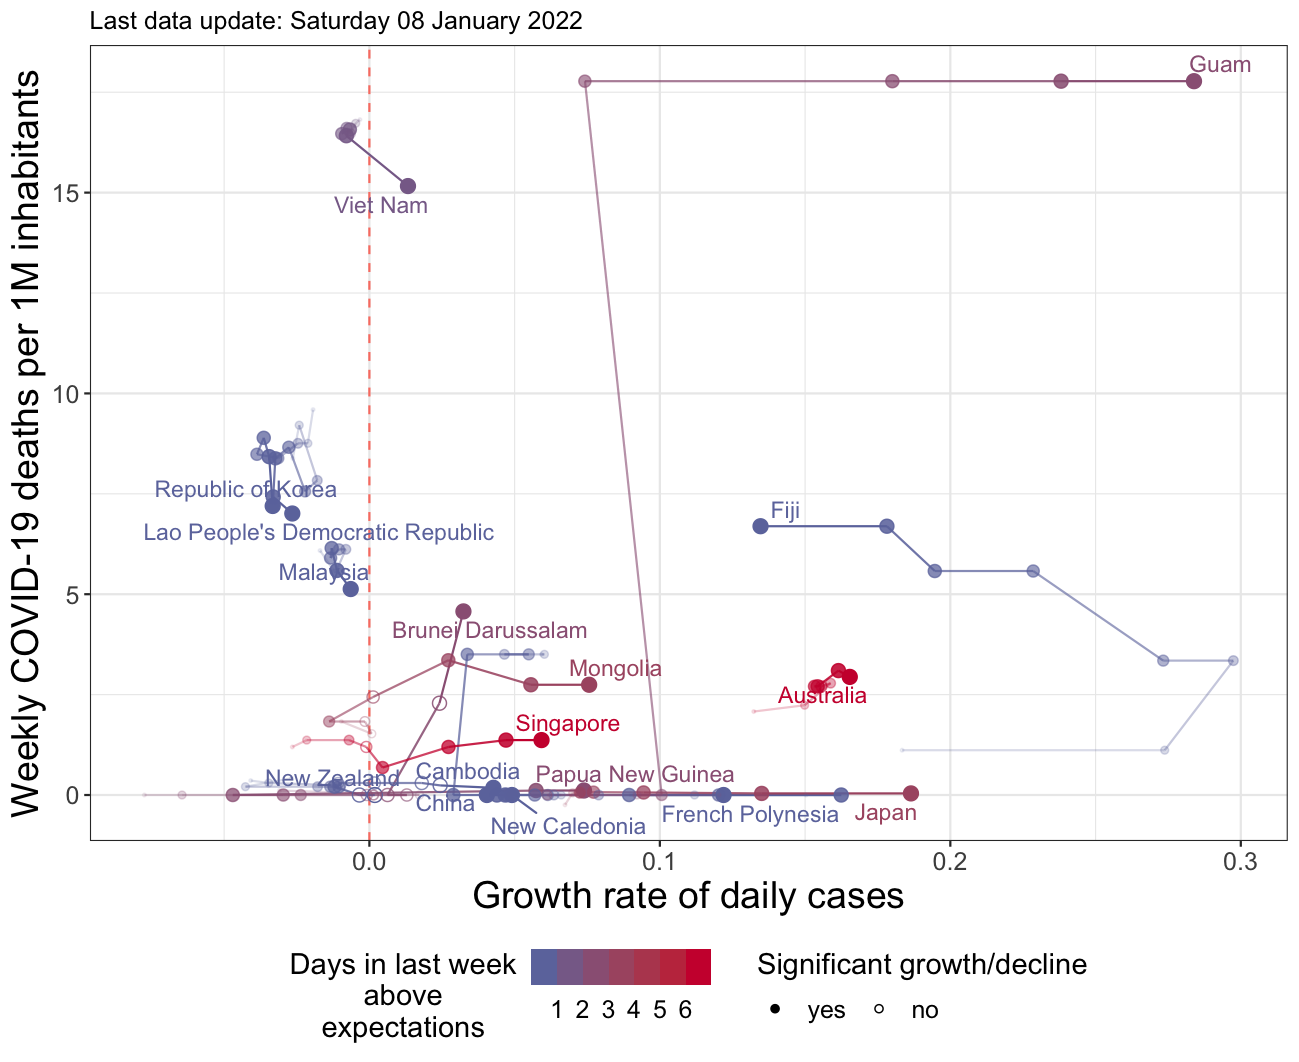 Last data update: Saturday 08 January 2022
Weekly COVID-19 deaths per 1M inhabitants
15
10
5
0
Guam
Viet Nam
Republic of Korea
Lao People's Democratic Republic
Malaysia
Fiji
Brunei Darussalam
Mongolia
Australia
Singapore
New Zealand
Cambodia
Papua New Guinea
China
New Caledonia
French Polynesia
Japan
0.0 0.1 0.2 0.3
Growth rate of daily cases
Days in last week
above
expectations
1 2 3 4 5 6
Significant growth/decline
yes no